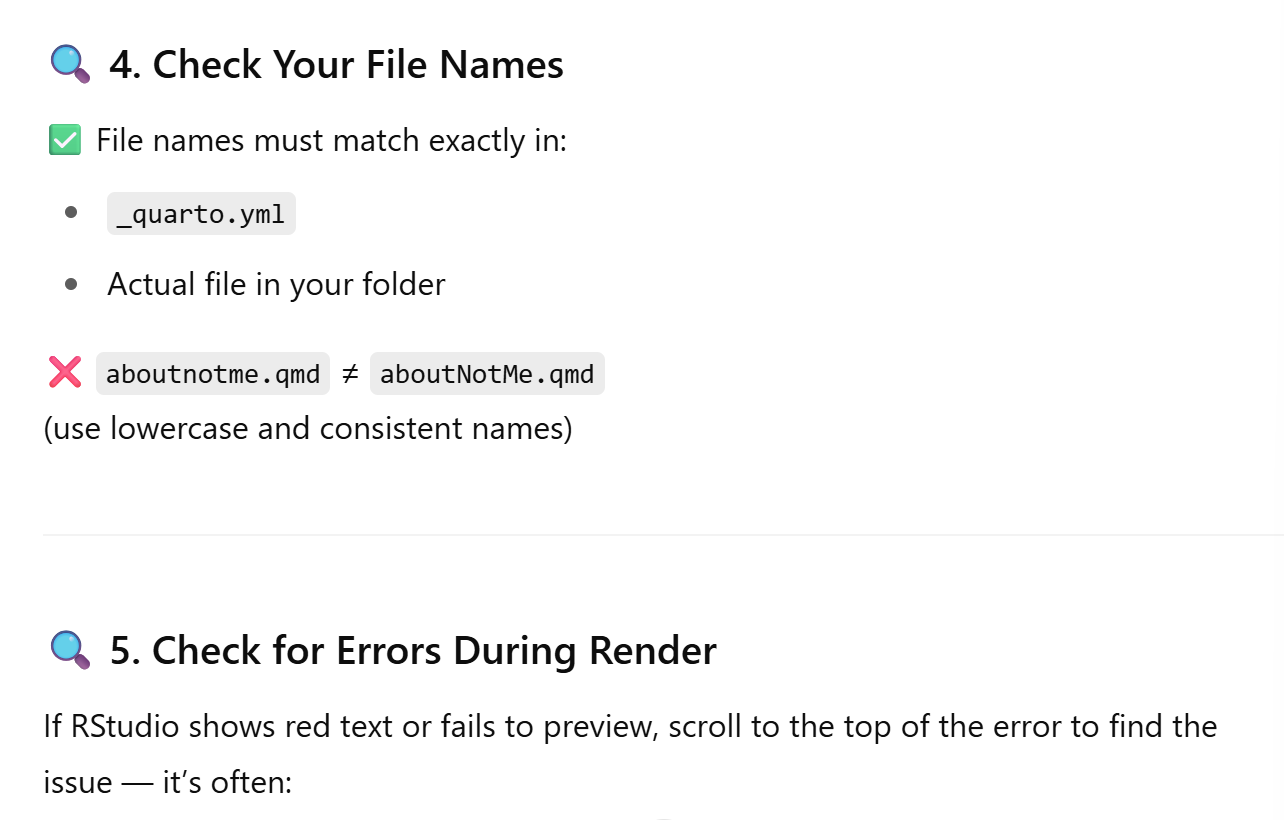 🔍 4. Check Your File Names
✅ File names must match exactly in:
• _quarto.yml
• Actual file in your folder
❌ aboutnotme.qmd ≠ aboutNotMe.qmd
(use lowercase and consistent names)
🔍 5. Check for Errors During Render
If RStudio shows red text or fails to preview, scroll to the top of the error to find the
issue — it’s often: